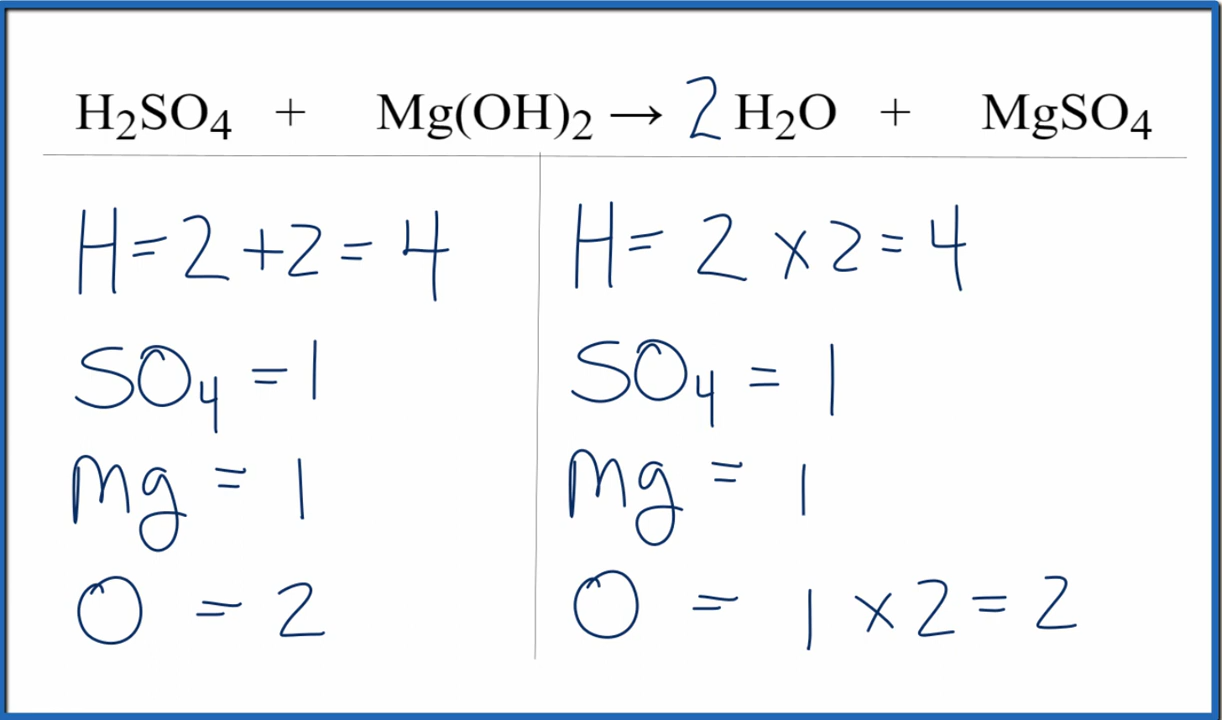 H₂SO₄ + Mg(OH)₂ → 2 H₂O + MgSO₄
H = 2 + 2 = 4
SO₄ = 1
Mg = 1
O = 2
H = 2 × 2 = 4
SO₄ = 1
Mg = 1
O = 1 × 2 = 2